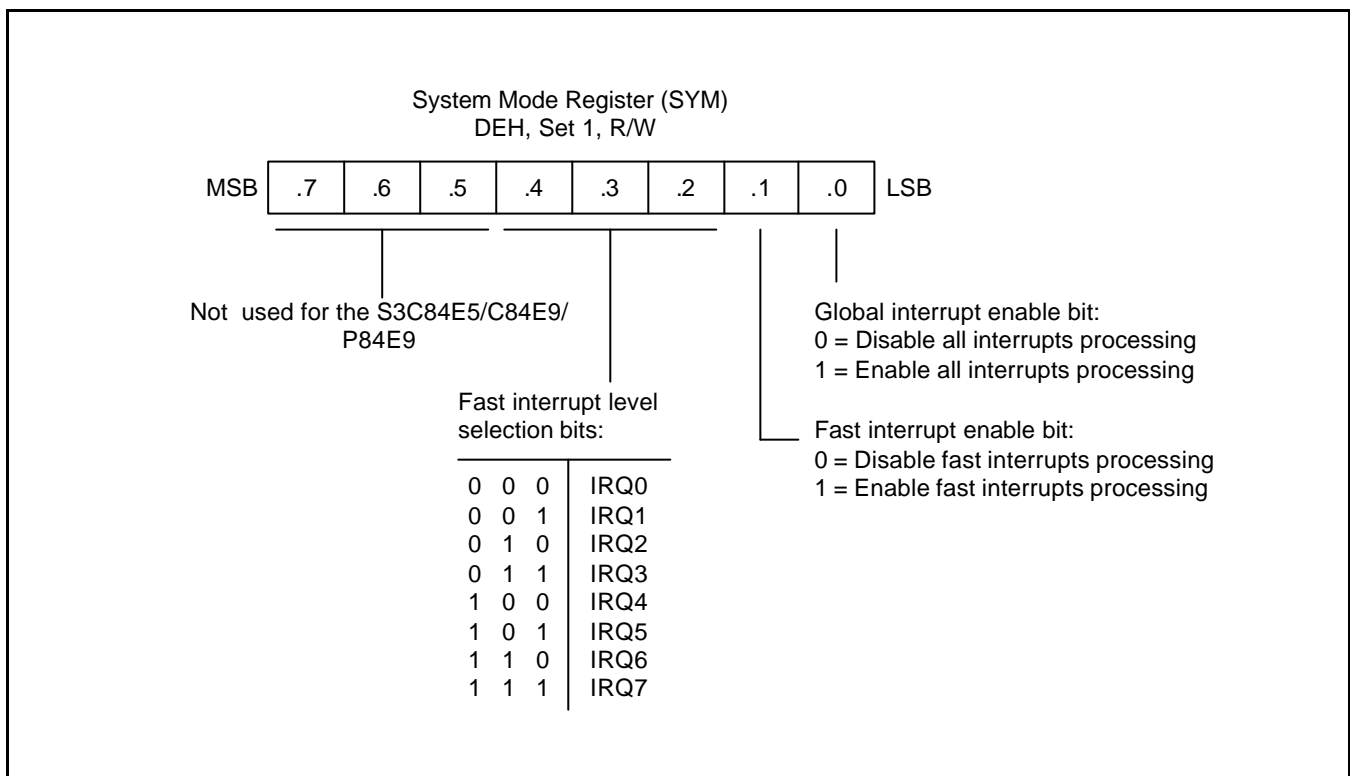 System Mode Register (SYM)
DEH, Set 1, R/W
MSB .7 .6 .5 .4 .3 .2 .1 .0 LSB
Not used for the S3C84E5/C84E9/
P84E9
Global interrupt enable bit:
0 = Disable all interrupts processing
1 = Enable all interrupts processing
Fast interrupt level
selection bits:
Fast interrupt enable bit:
0 = Disable fast interrupts processing
1 = Enable fast interrupts processing
0 0 0 IRQ0
0 0 1 IRQ1
0 1 0 IRQ2
0 1 1 IRQ3
1 0 0 IRQ4
1 0 1 IRQ5
1 1 0 IRQ6
1 1 1 IRQ7